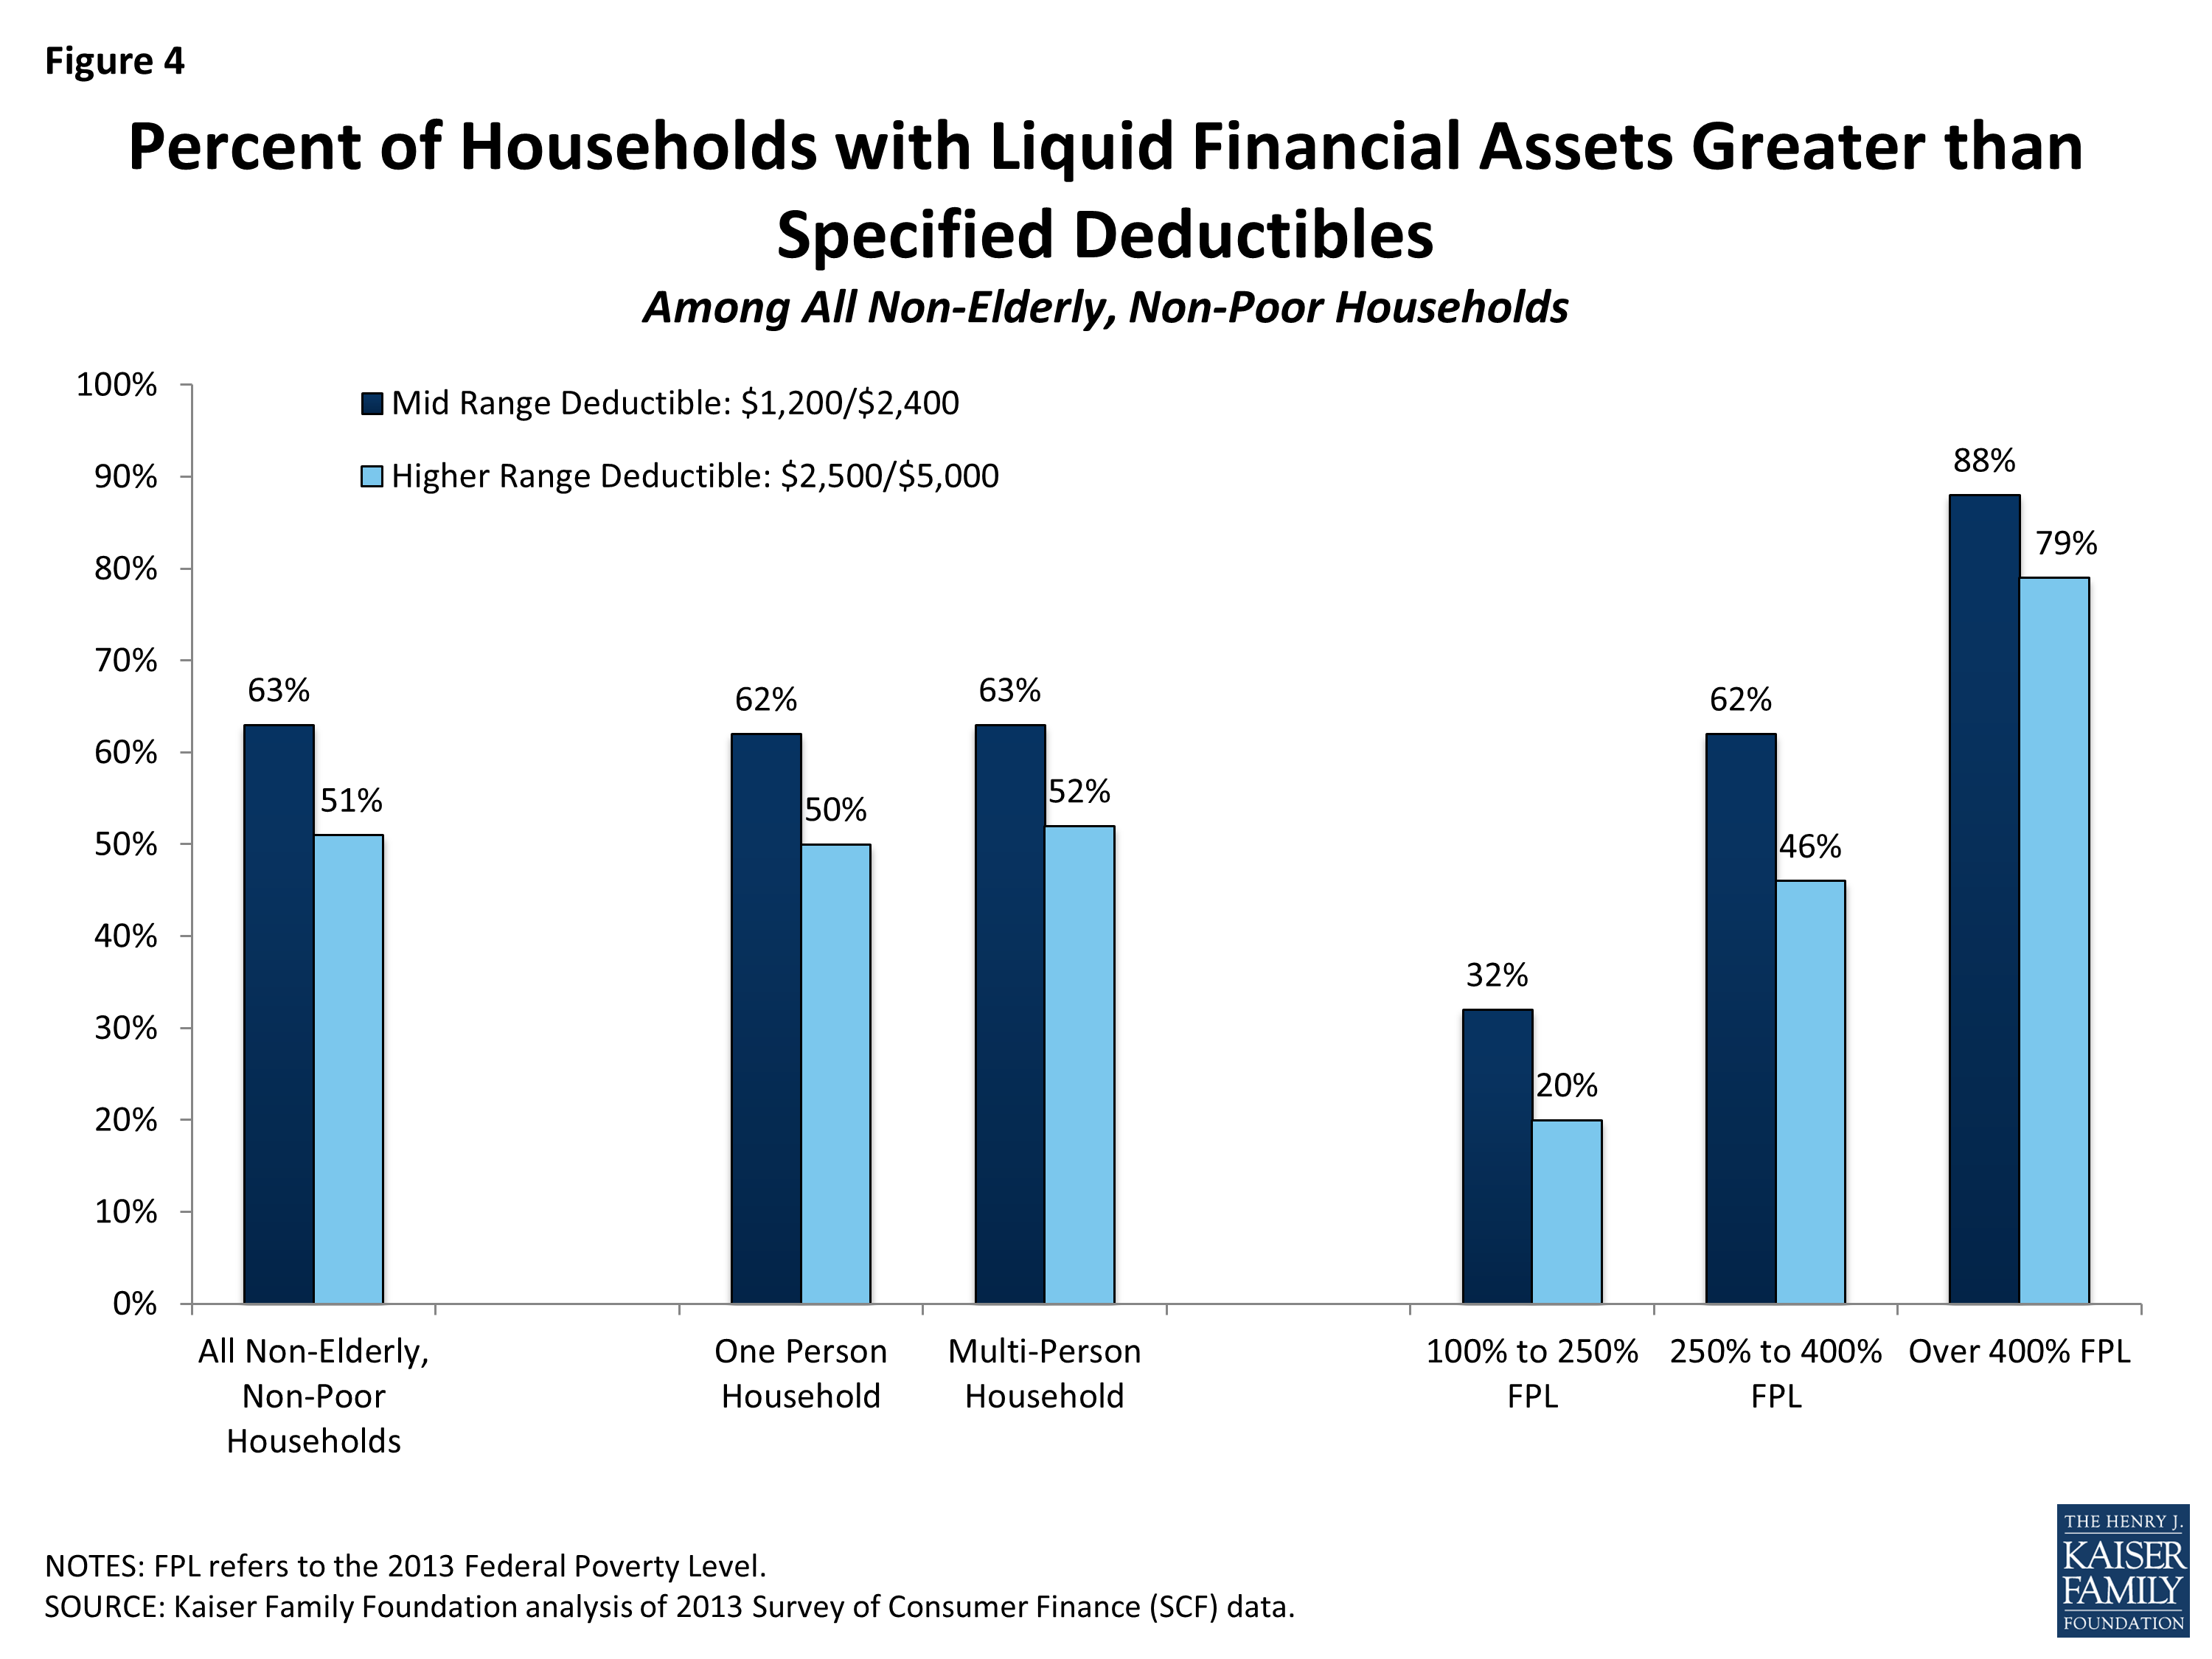 Figure 4
Percent of Households with Liquid Financial Assets Greater than
Specified Deductibles
Among All Non-Elderly, Non-Poor Households
Mid Range Deductible: $1,200/$2,400
Higher Range Deductible: $2,500/$5,000
100%
90%
80%
70%
60%
50%
40%
30%
20%
10%
0%
63%
51%
62%
50%
63%
52%
32%
20%
62%
46%
88%
79%
All Non-Elderly,
Non-Poor
Households
One Person
Household
Multi-Person
Household
100% to 250%
FPL
250% to 400%
FPL
Over 400% FPL
NOTES: FPL refers to the 2013 Federal Poverty Level.
SOURCE: Kaiser Family Foundation analysis of 2013 Survey of Consumer Finance (SCF) data.
THE HENRY J.
KAISER
FAMILY
FOUNDATION